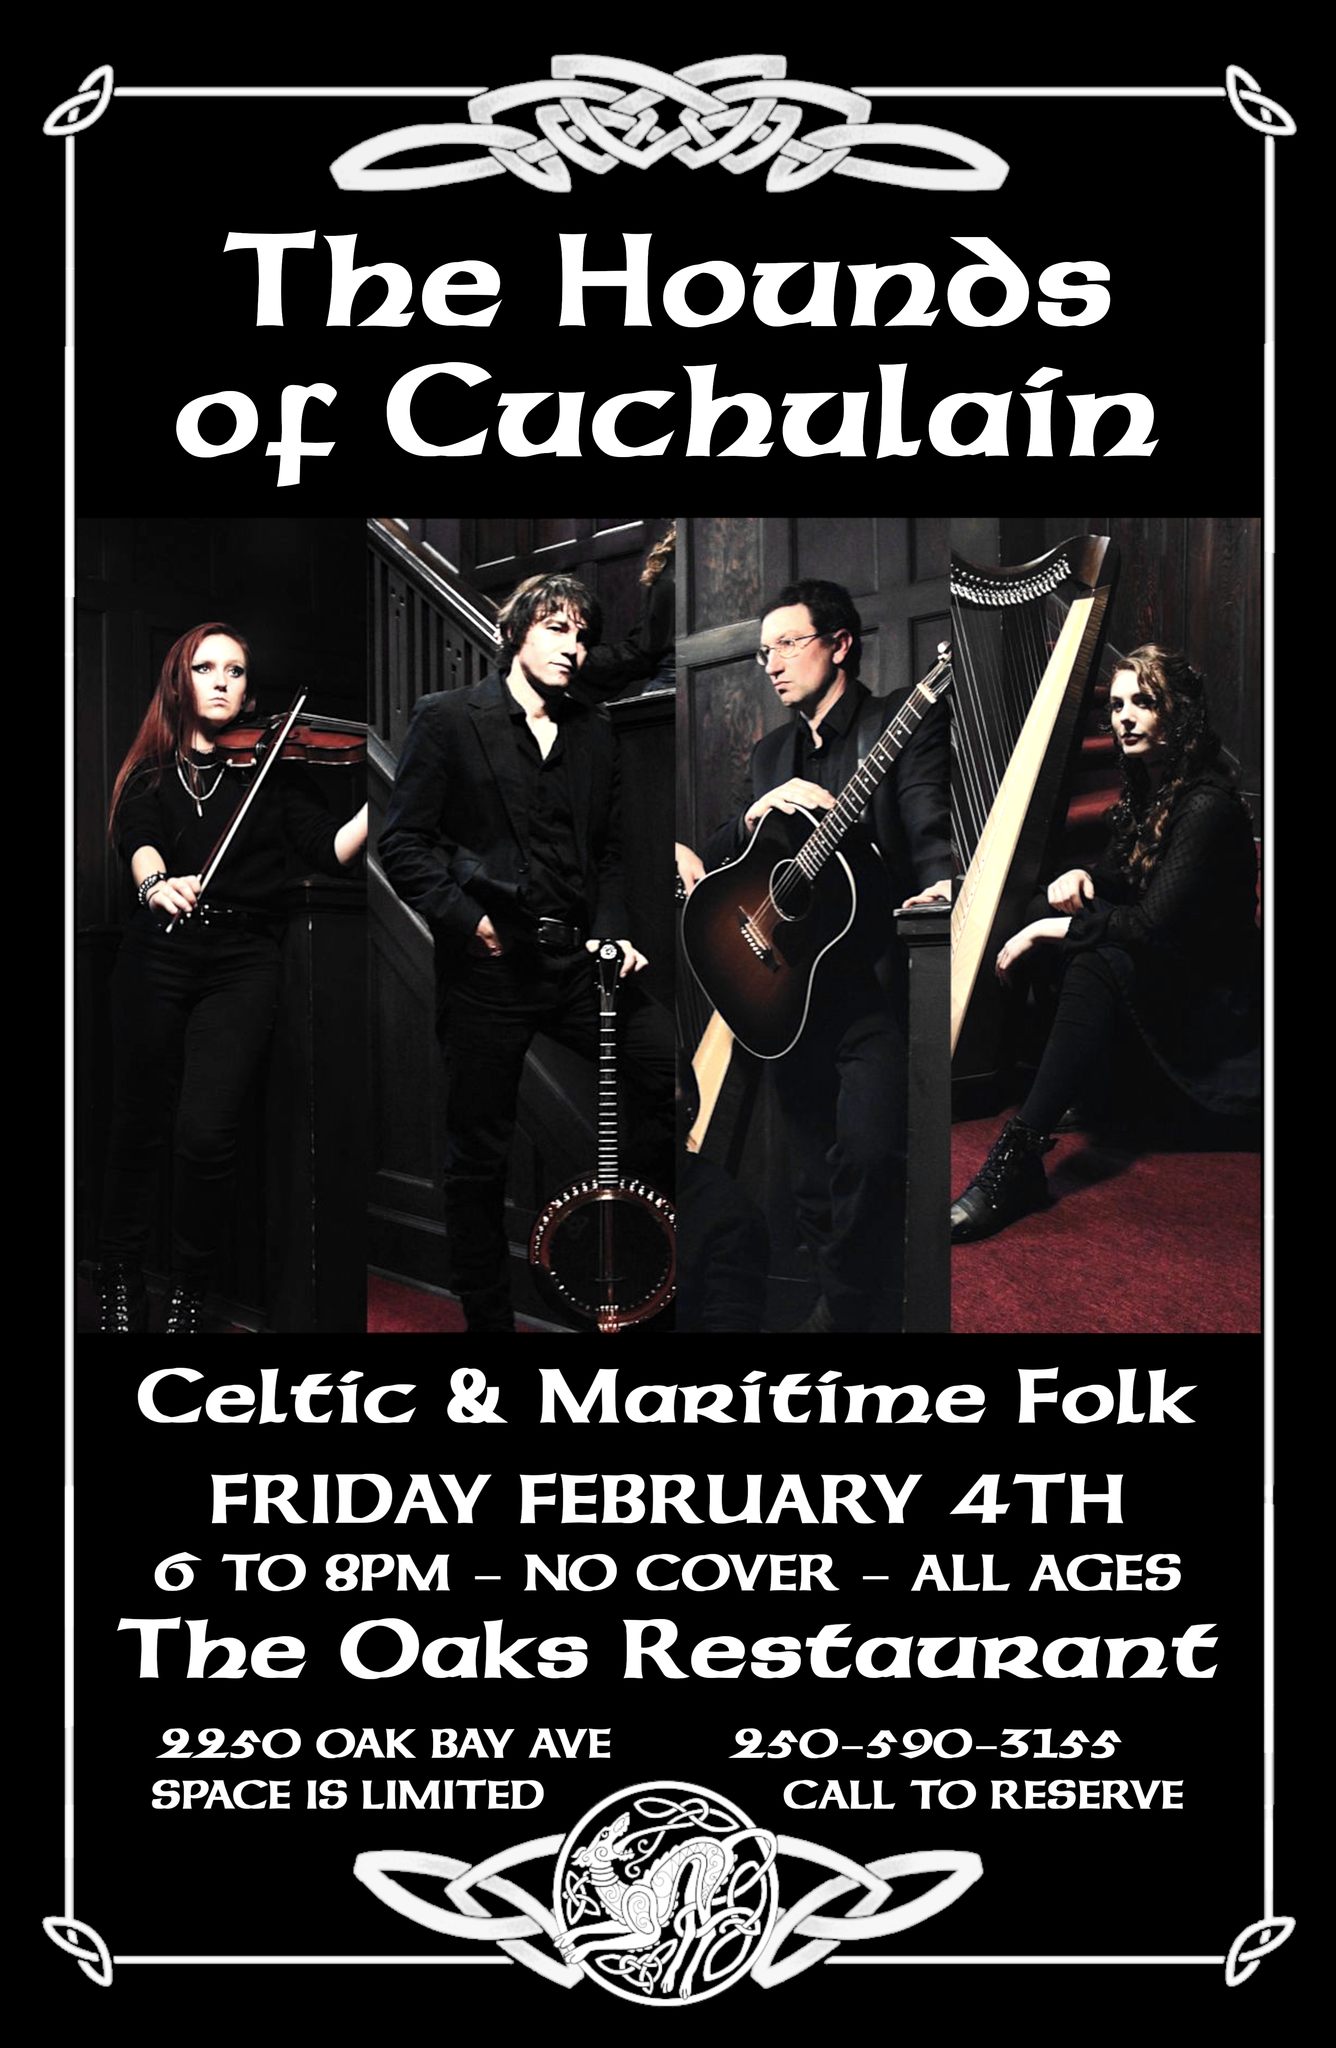 The Hounds
of Cuchulain
Celtic & Maritime Folk
FRIDAY FEBRUARY 4TH
6 TO 8PM – NO COVER – ALL AGES
The Oaks Restaurant
2250 OAK BAY AVE 250-590-3155
SPACE IS LIMITED CALL TO RESERVE